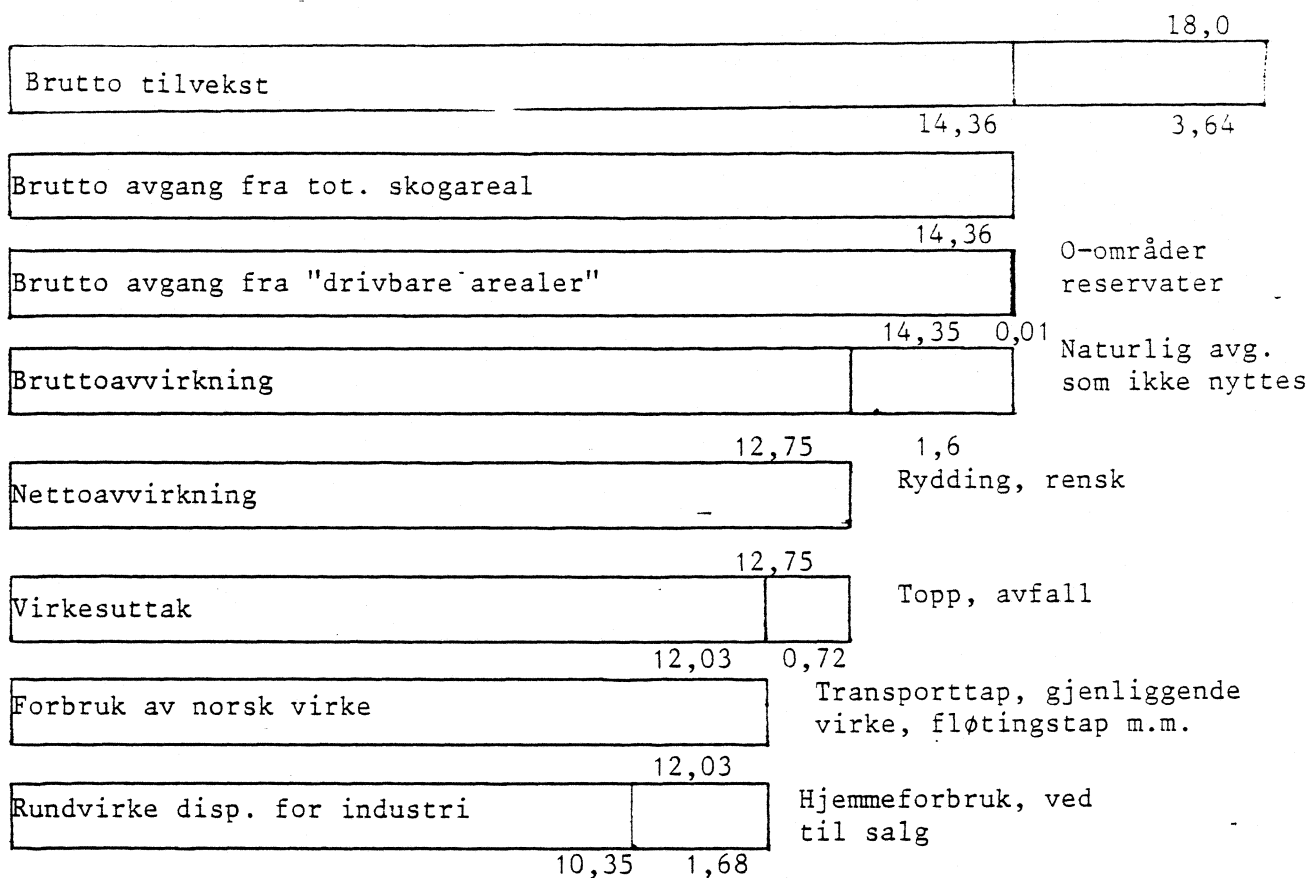 18,0
Brutto tilvekst
14,36 3,64
Brutto avgang fra tot. skogareal
14,36
Brutto avgang fra "drivbare arealer"
O-områder
reservater
14,35 0,01
Bruttoavvirkning
Naturlig avg.
som ikke nyttes
12,75 1,6
Nettoavvirkning
Rydding, rensk
12,75
Virkesuttak
Topp, avfall
12,03 0,72
Forbruk av norsk virke
Transporttap, gjenliggende
virke, fløtingstap m.m.
12,03
Rundvirke disp. for industri
Hjemmeforbruk, ved
til salg
10,35 1,68